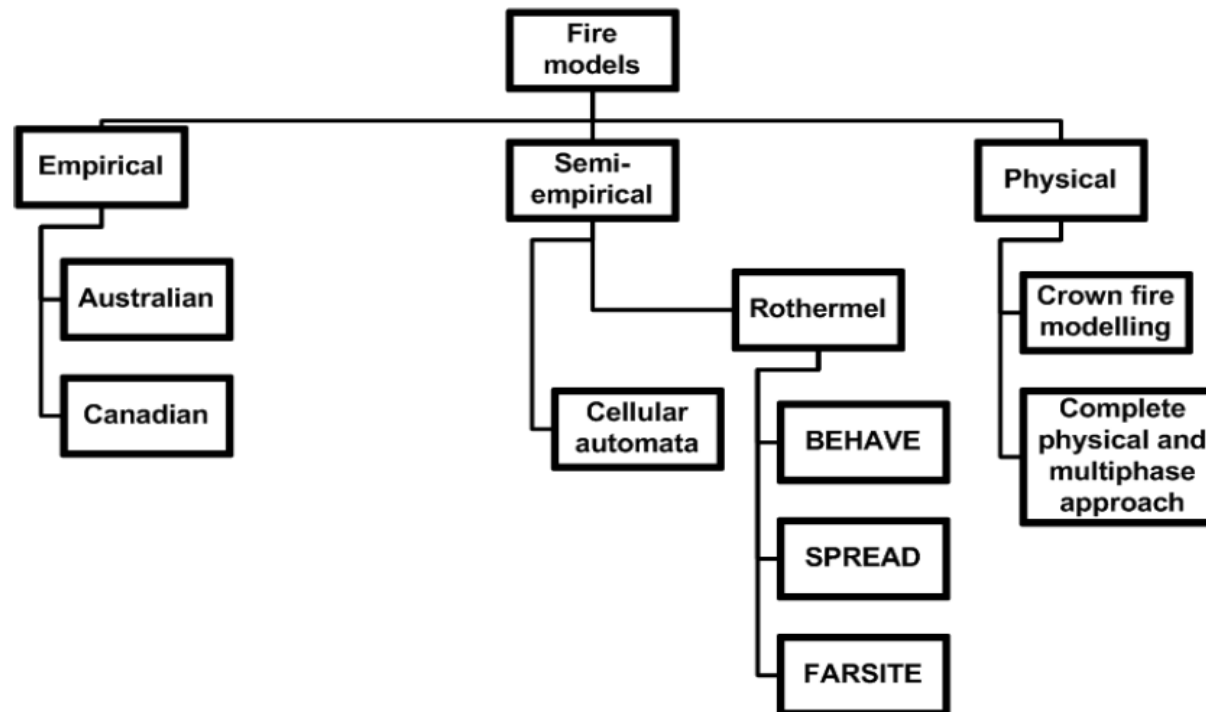 Fire
models
Empirical
Semi-
empirical
Physical
Australian
Canadian
Cellular
automata
Rothermel
BEHAVE
SPREAD
FARSITE
Crown fire
modelling
Complete
physical and
multiphase
approach